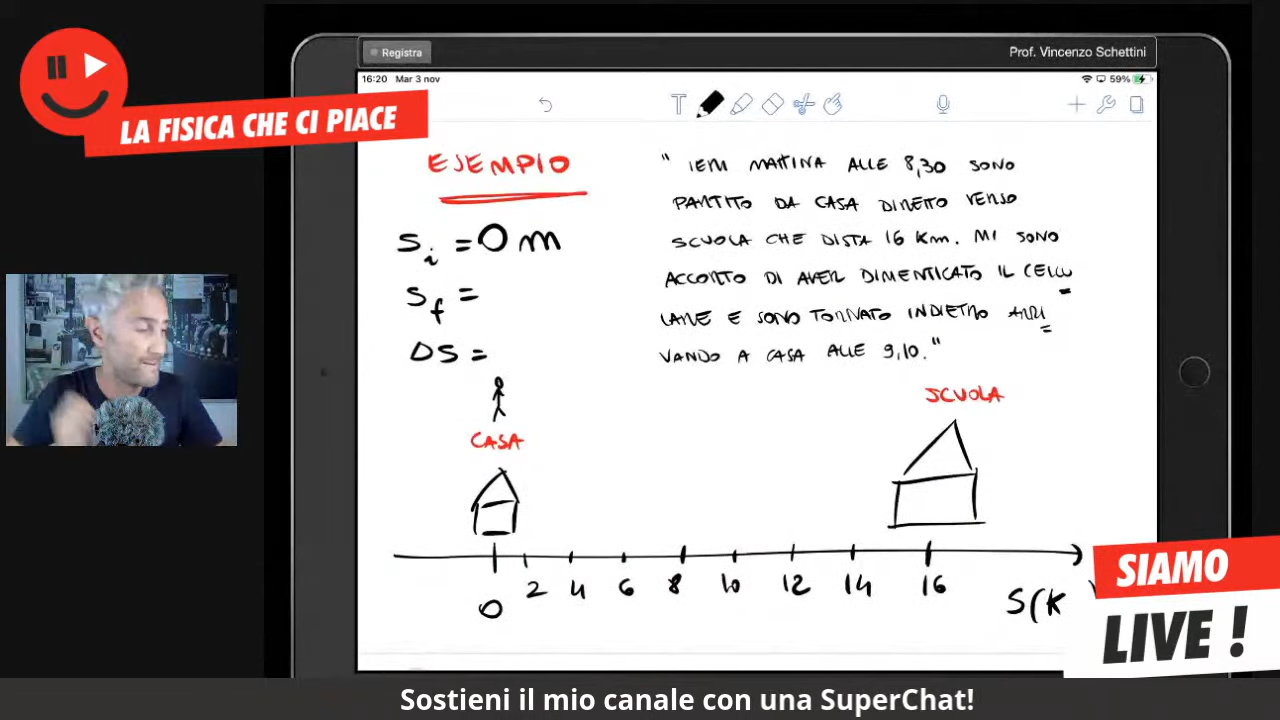 LA FISICA CHE CI PIACE
Registra
Prof. Vincenzo Schettini
16:20 Mar 3 nov
59%
T
ESEMPIO
Si = 0 m
Sf =
ΔS =
" IERI MATTINA ALLE 8,30 SONO
PARTITO DA CASA DIRETTO VERSO
SCUOLA CHE DISTA 16 Km. MI SONO
ACCORTO DI AVER DIMENTICATO IL CELLU
LARE E SONO TORNATO INDIETRO ARRI
VANDO A CASA ALLE 9,10."
CASA
SCUOLA
0 2 4 6 8 10 12 14 16
S(K
SIAMO
LIVE !
Sostieni il mio canale con una SuperChat!